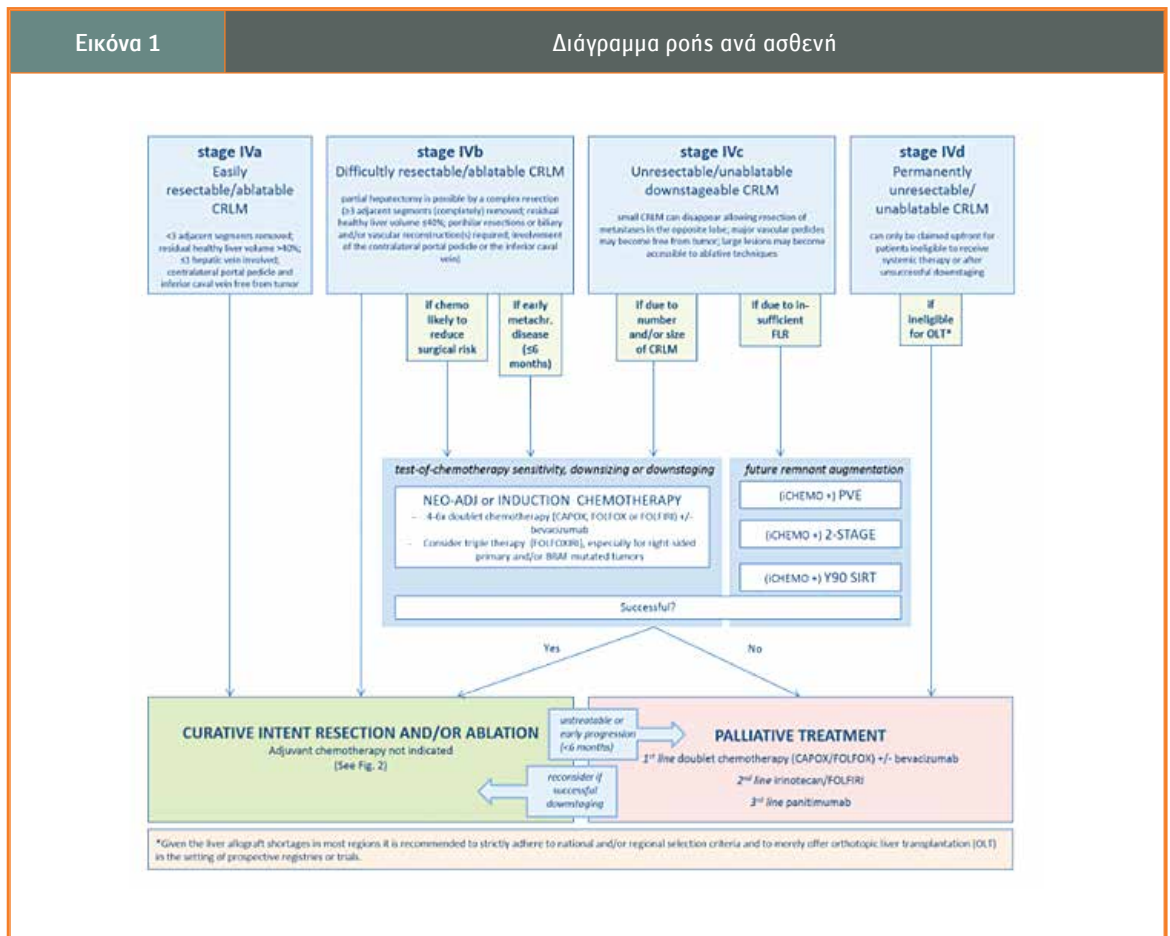 Εικόνα 1
Διάγραμμα ροής ανά ασθενή
stage IVa
Easily
resectable/ablatable
CRLM
<3 adjacent segments removed;
residual healthy liver volume >40%;
≤1 hepatic vein involved;
contralateral portal pedicle and
inferior caval vein free from tumor
stage IVb
Difficultly resectable/ablatable CRLM
partial hepatectomy is possible by a complex resection
(≥3 adjacent segments (completely) removed; residual
healthy liver volume ≤40%; perihilar resections or biliary
and/or vascular reconstruction(s) required; involvement
of the contralateral portal pedicle or the inferior caval
vein)
stage IVc
Unresectable/unablatable
downstageable CRLM
small CRLM can disappear allowing resection of
metastases in the opposite lobe; major vascular pedicles
may become free from tumor; large lesions may become
accessible to ablative techniques
stage IVd
Permanently
unresectable/
unablatable CRLM
can only be claimed upfront for
patients ineligible to receive
systemic therapy or after
unsuccessful downstaging
If chemo
likely to
reduce
surgical risk
If early
metachr.
disease
(≤6
months)
If due to
number
and/or size
of CRLM
If due to in-
sufficient
FLR
if
ineligible
for OLT*
test-of-chemotherapy sensitivity, downsizing or downstaging
NEO-ADJ or INDUCTION CHEMOTHERAPY
- 4-6x doublet chemotherapy (CAPOX, FOLFOX or FOLFIRI) +/-
bevacizumab
- Consider triple therapy (FOLFOXIRI), especially for right-sided
primary and/or BRAF mutated tumors
future remnant augmentation
(iCHEMO +) PVE
(iCHEMO +) 2-STAGE
(iCHEMO +) Y90 SIRT
Successful?
Yes
No
CURATIVE INTENT RESECTION AND/OR ABLATION
Adjuvant chemotherapy not indicated
(See Fig. 2)
untreatable or
early progression
(<6 months)
reconsider if
successful
downstaging
PALLIATIVE TREATMENT
1st line doublet chemotherapy (CAPOX/FOLFOX) +/- bevacizumab
2nd line irinotecan/FOLFIRI
3rd line panitimumab
*Given the liver allograft shortages in most regions it is recommended to strictly adhere to national and/or regional selection criteria and to merely offer orthotopic liver transplantation (OLT)
in the setting of prospective registries or trials.